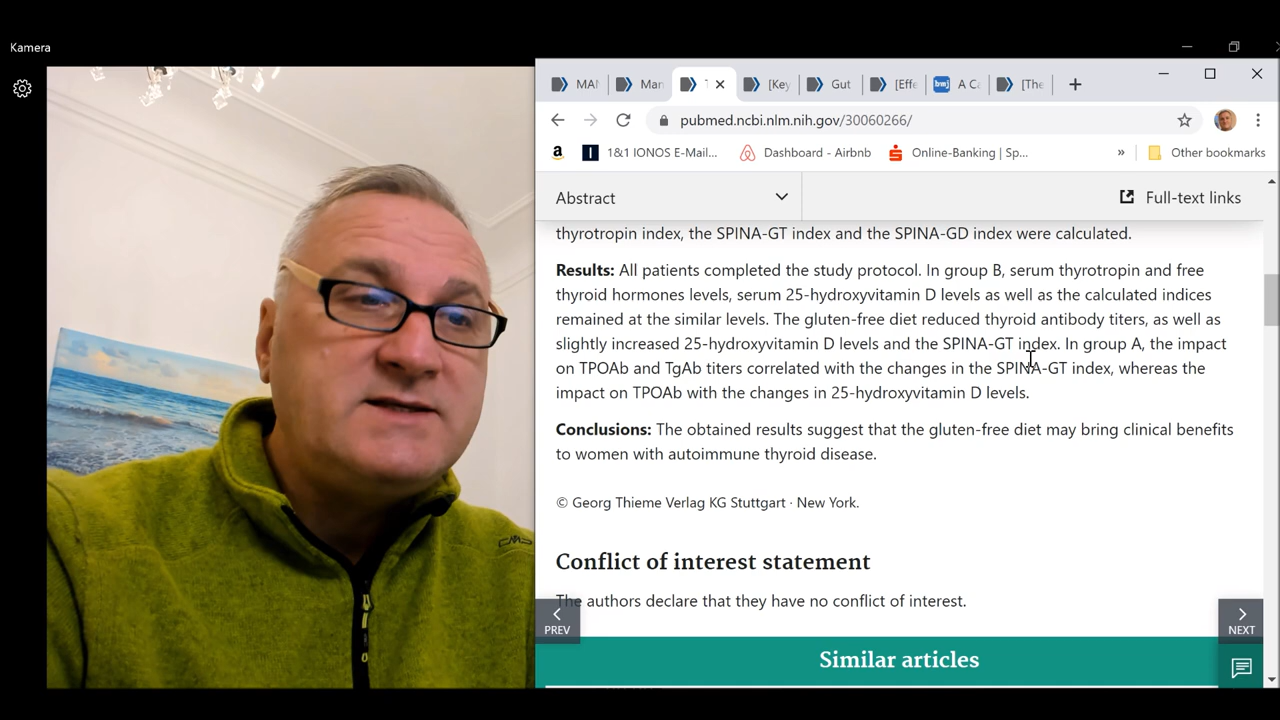 Kamera
MAN
Man
T
[Key
Gut
[Effe
bmj
A Ca
[The
pubmed.ncbi.nlm.nih.gov/30060266/
1&1 IONOS E-Mail...
Dashboard - Airbnb
Online-Banking | Sp...
»
Other bookmarks
Abstract
Full-text links
thyrotropin index, the SPINA-GT index and the SPINA-GD index were calculated.
Results: All patients completed the study protocol. In group B, serum thyrotropin and free
thyroid hormones levels, serum 25-hydroxyvitamin D levels as well as the calculated indices
remained at the similar levels. The gluten-free diet reduced thyroid antibody titers, as well as
slightly increased 25-hydroxyvitamin D levels and the SPINA-GT index. In group A, the impact
on TPOAb and TgAb titers correlated with the changes in the SPINA-GT index, whereas the
impact on TPOAb with the changes in 25-hydroxyvitamin D levels.
Conclusions: The obtained results suggest that the gluten-free diet may bring clinical benefits
to women with autoimmune thyroid disease.
© Georg Thieme Verlag KG Stuttgart · New York.
Conflict of interest statement
The authors declare that they have no conflict of interest.
PREV
NEXT
Similar articles
CMP